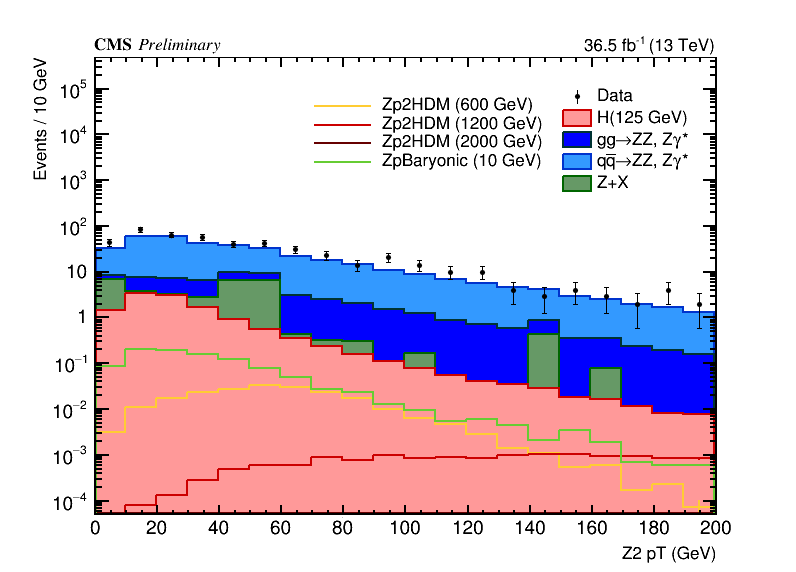 CMS Preliminary 36.5 fb⁻¹ (13 TeV)
Events / 10 GeV
Zp2HDM (600 GeV)
Zp2HDM (1200 GeV)
Zp2HDM (2000 GeV)
ZpBaryonic (10 GeV)
Data
H(125 GeV)
gg→ZZ, Zγ*
qq̅→ZZ, Zγ*
Z+X
10⁵
10⁴
10³
10²
10
1
10⁻¹
10⁻²
10⁻³
10⁻⁴
0 20 40 60 80 100 120 140 160 180 200
Z2 pT (GeV)